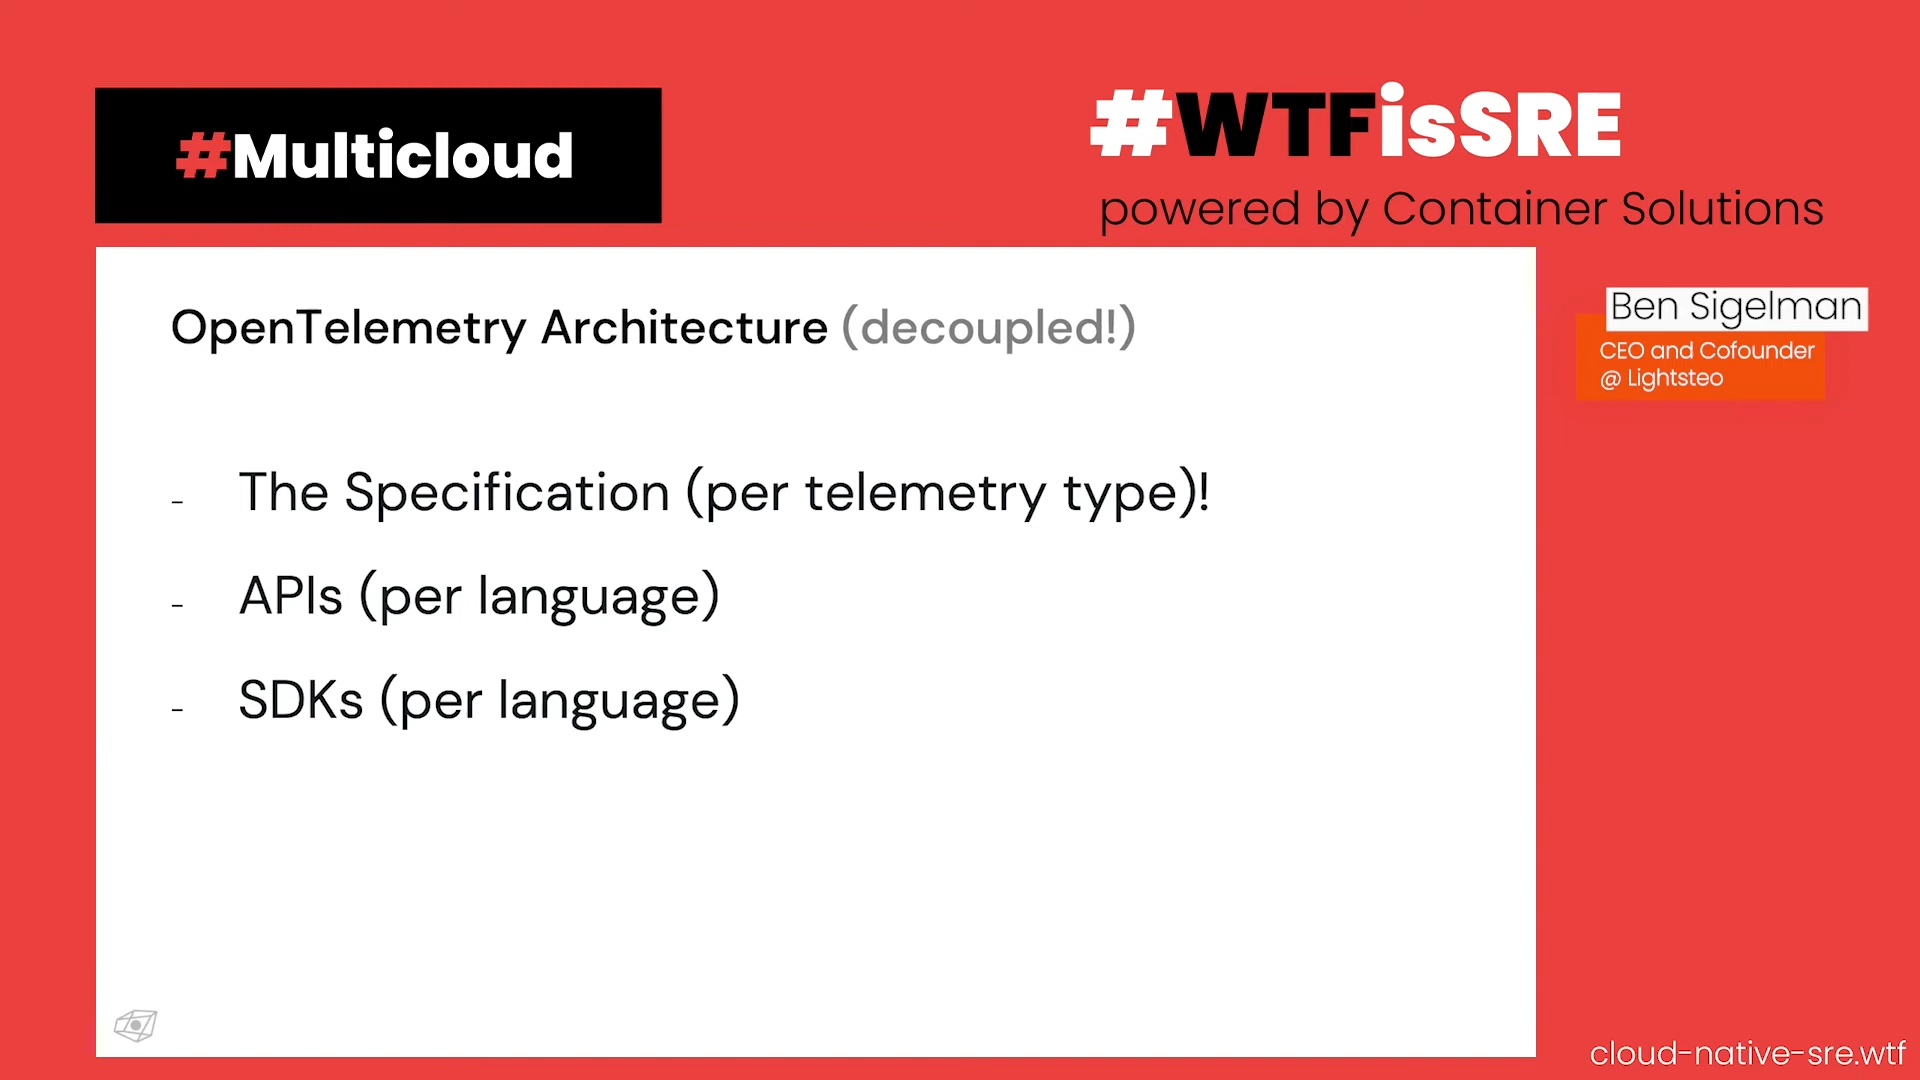 #Multicloud
#WTFisSRE
powered by Container Solutions
OpenTelemetry Architecture (decoupled!)
- The Specification (per telemetry type)!
- APIs (per language)
- SDKs (per language)
Ben Sigelman
CEO and Cofounder
@ Lightsteo
cloud-native-sre.wtf